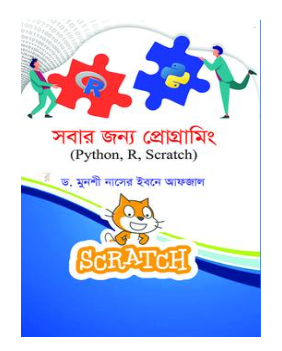 R
সবার জন্য প্রোগ্রামিং
(Python, R, Scratch)
ড. মুনশী নাসের ইবনে আফজাল
SCRATCH